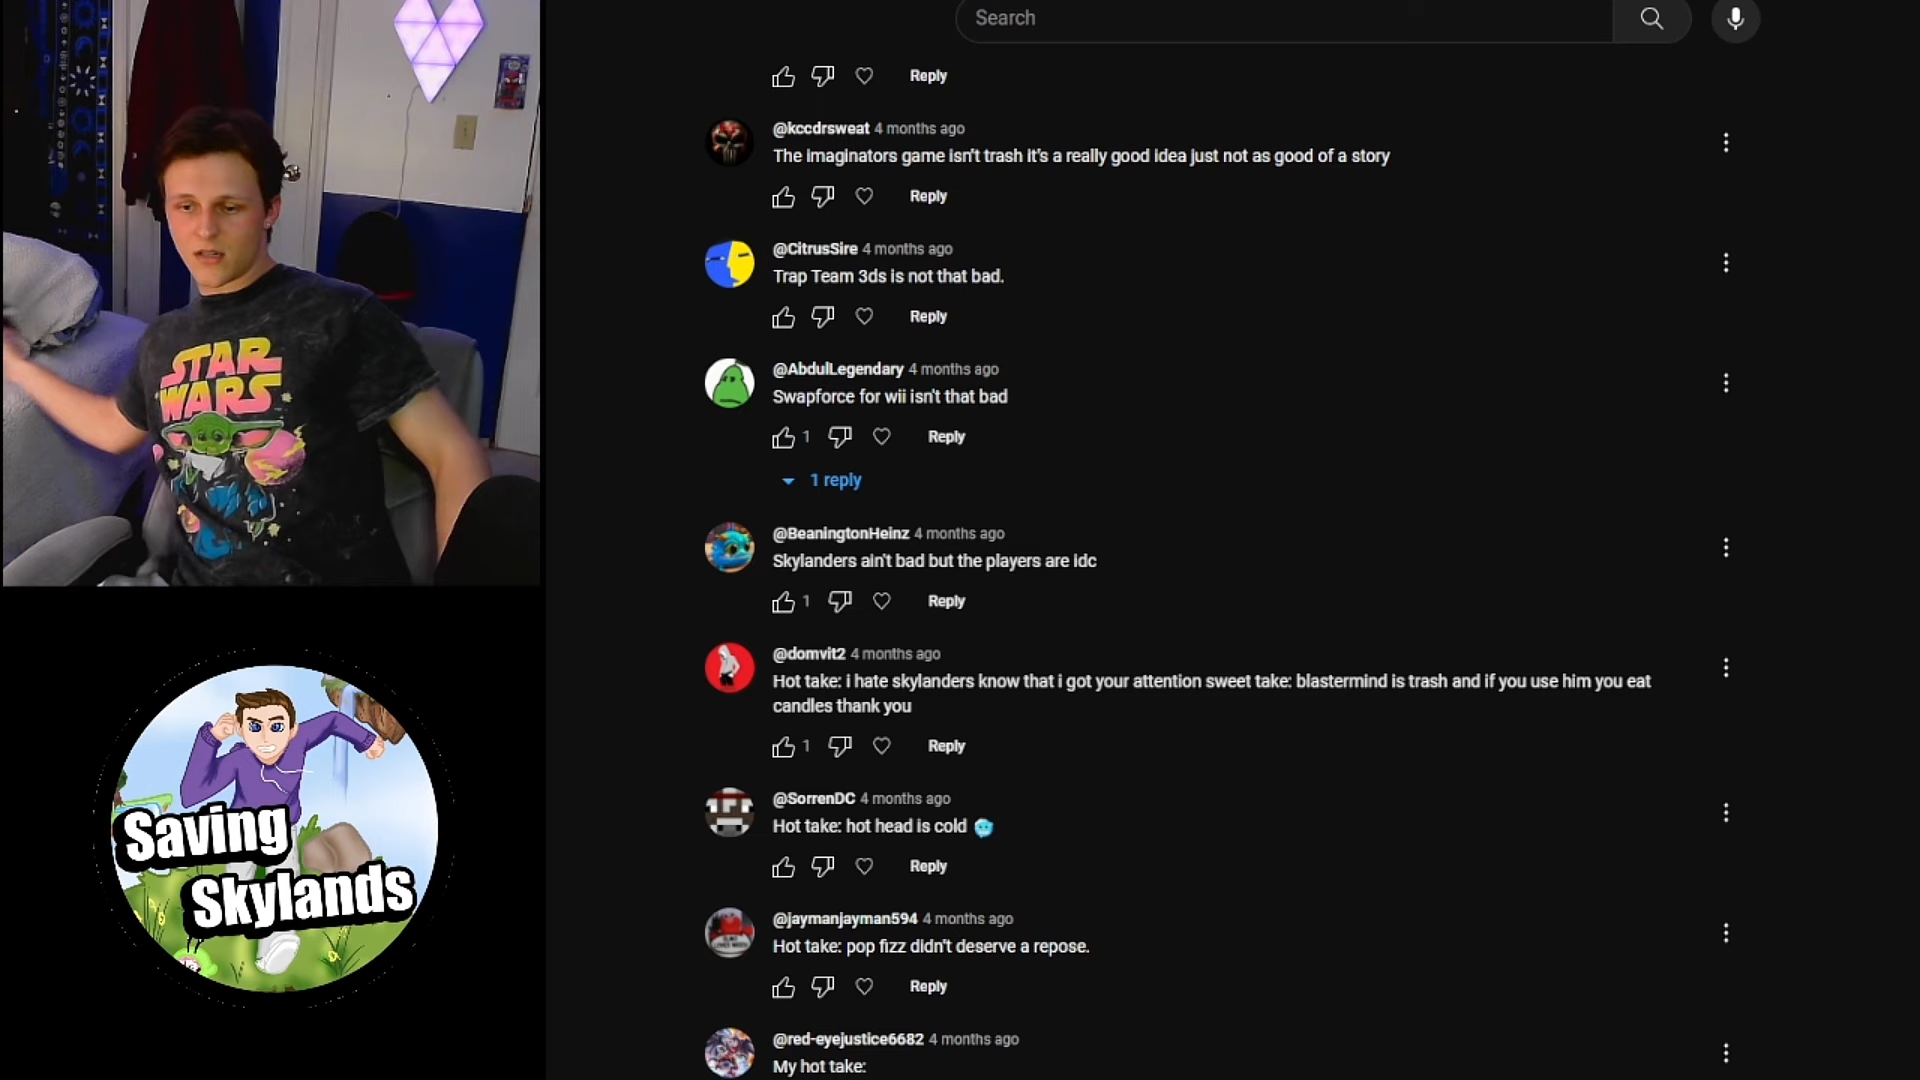 Search
Reply
@kccdrsweat 4 months ago
The imaginators game isn't trash it's a really good idea just not as good of a story
Reply
@CitrusSire 4 months ago
Trap Team 3ds is not that bad.
Reply
@AbdulLegendary 4 months ago
Swapforce for wii isn't that bad
1
Reply
1 reply
@BeaningtonHeinz 4 months ago
Skylanders ain't bad but the players are idc
1
Reply
@domvit2 4 months ago
Hot take: i hate skylanders know that i got your attention sweet take: blastermind is trash and if you use him you eat
candles thank you
1
Reply
@SorrenDC 4 months ago
Hot take: hot head is cold 🥶
Reply
@jaymanjayman594 4 months ago
Hot take: pop fizz didn't deserve a repose.
Reply
@red-eyejustice6682 4 months ago
My hot take:
STAR
WARS
Saving
Skylands